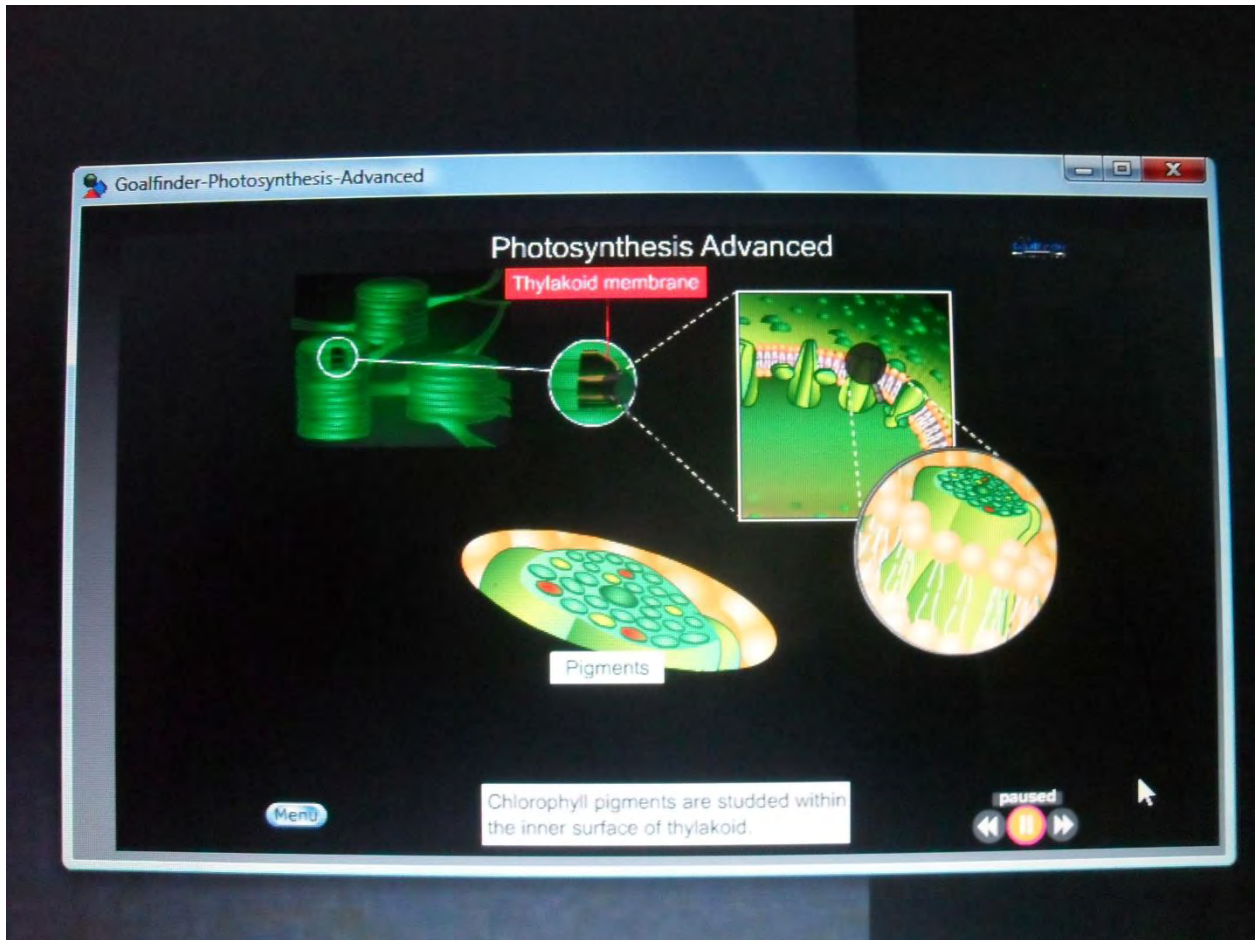 Goalfinder-Photosynthesis-Advanced
Photosynthesis Advanced
Thylakoid membrane
Pigments
Chlorophyll pigments are studded within
the inner surface of thylakoid.
Menu
paused